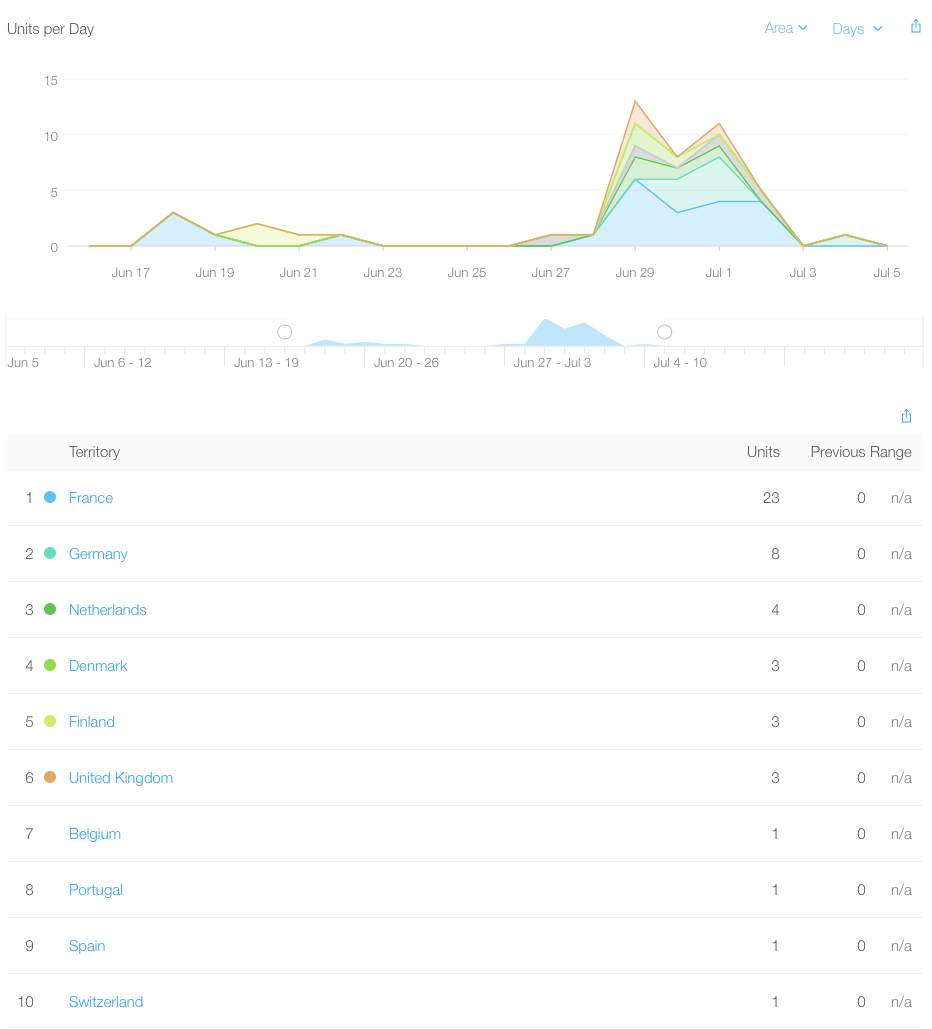 Units per Day Area Days
15
10
5
0
Jun 17 Jun 19 Jun 21 Jun 23 Jun 25 Jun 27 Jun 29 Jul 1 Jul 3 Jul 5
Jun 5 Jun 6 - 12 Jun 13 - 19 Jun 20 - 26 Jun 27 - Jul 3 Jul 4 - 10
Territory Units Previous Range
1 France 23 0 n/a
2 Germany 8 0 n/a
3 Netherlands 4 0 n/a
4 Denmark 3 0 n/a
5 Finland 3 0 n/a
6 United Kingdom 3 0 n/a
7 Belgium 1 0 n/a
8 Portugal 1 0 n/a
9 Spain 1 0 n/a
10 Switzerland 1 0 n/a